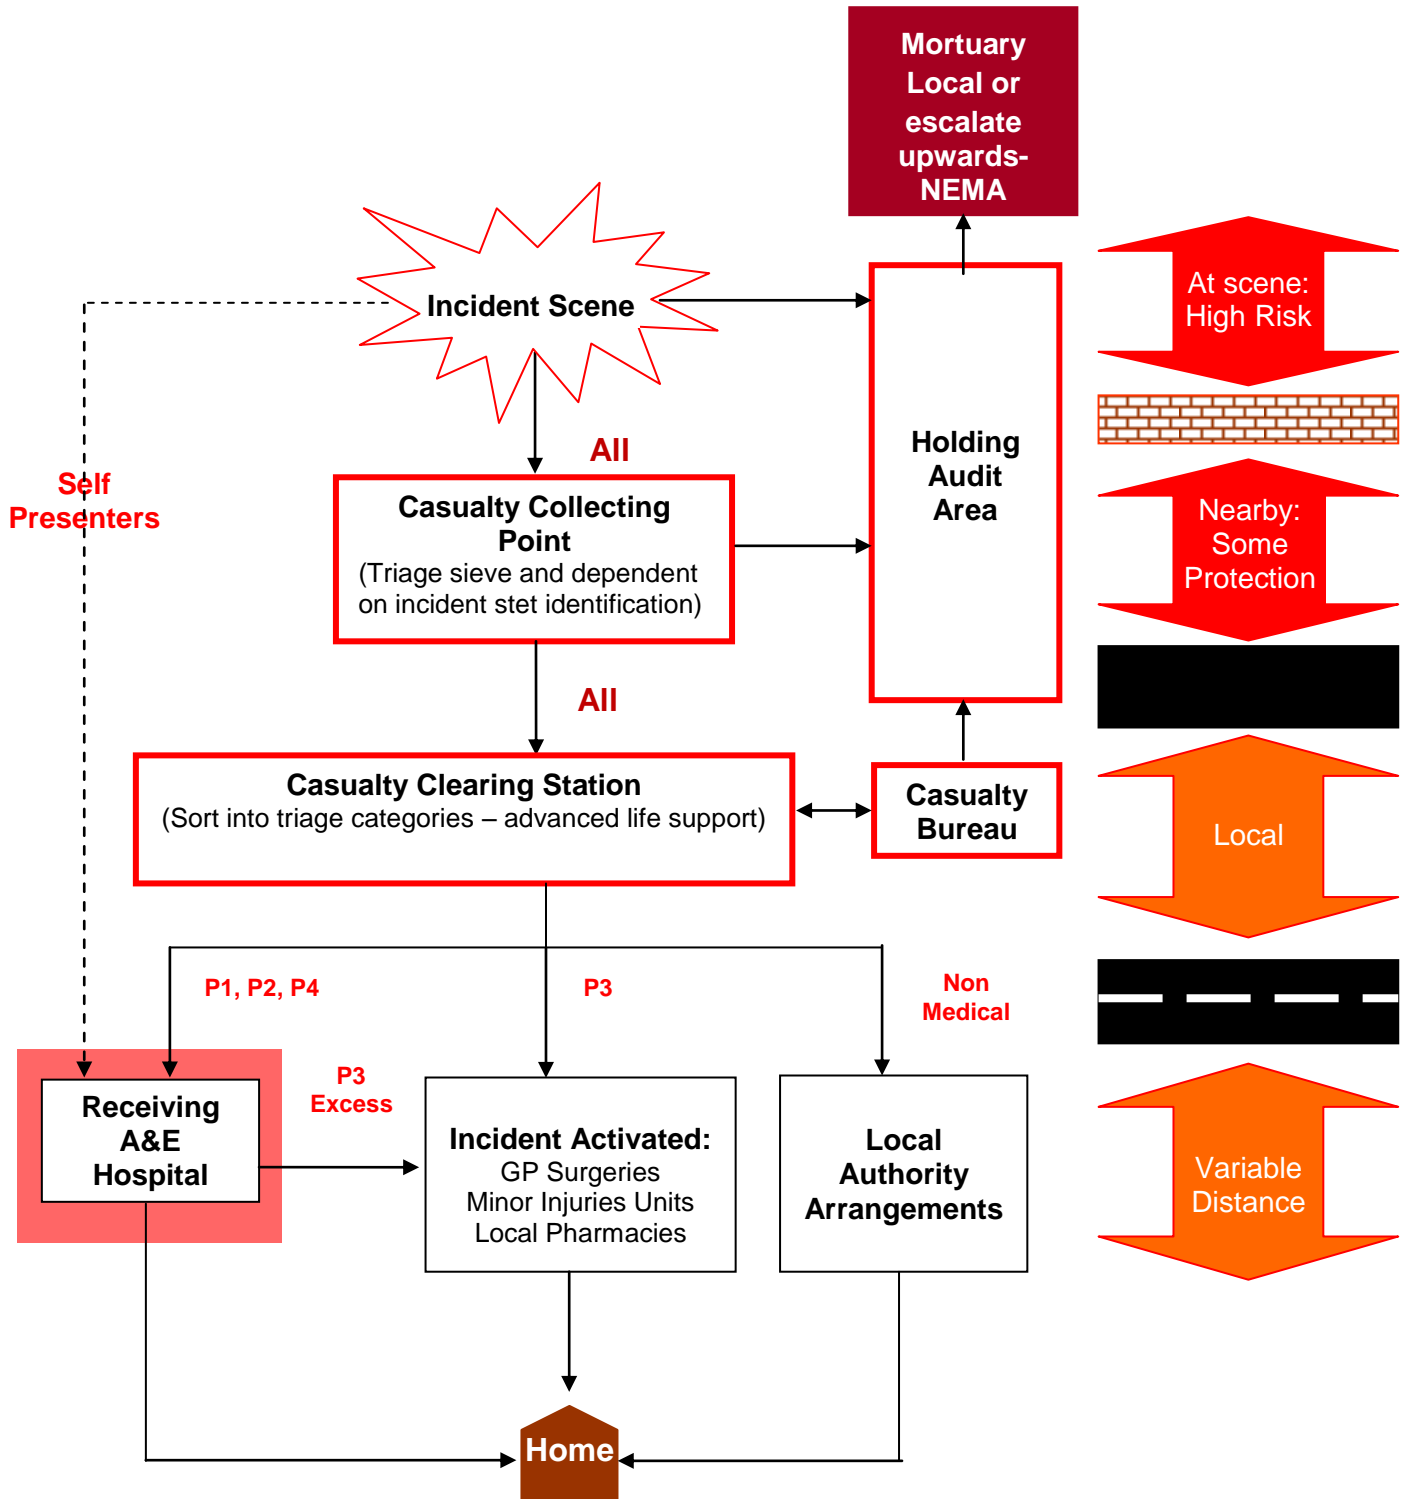 Mortuary
Local or
escalate
upwards-
NEMA
Incident Scene
At scene:
High Risk
All
Self
Presenters
Casualty Collecting
Point
(Triage sieve and dependent
on incident stet identification)
Holding
Audit
Area
Nearby:
Some
Protection
All
Casualty Clearing Station
(Sort into triage categories – advanced life support)
Casualty
Bureau
Local
P1, P2, P4
P3
Non
Medical
P3
Excess
Receiving
A&E
Hospital
Incident Activated:
GP Surgeries
Minor Injuries Units
Local Pharmacies
Local
Authority
Arrangements
Variable
Distance
Home